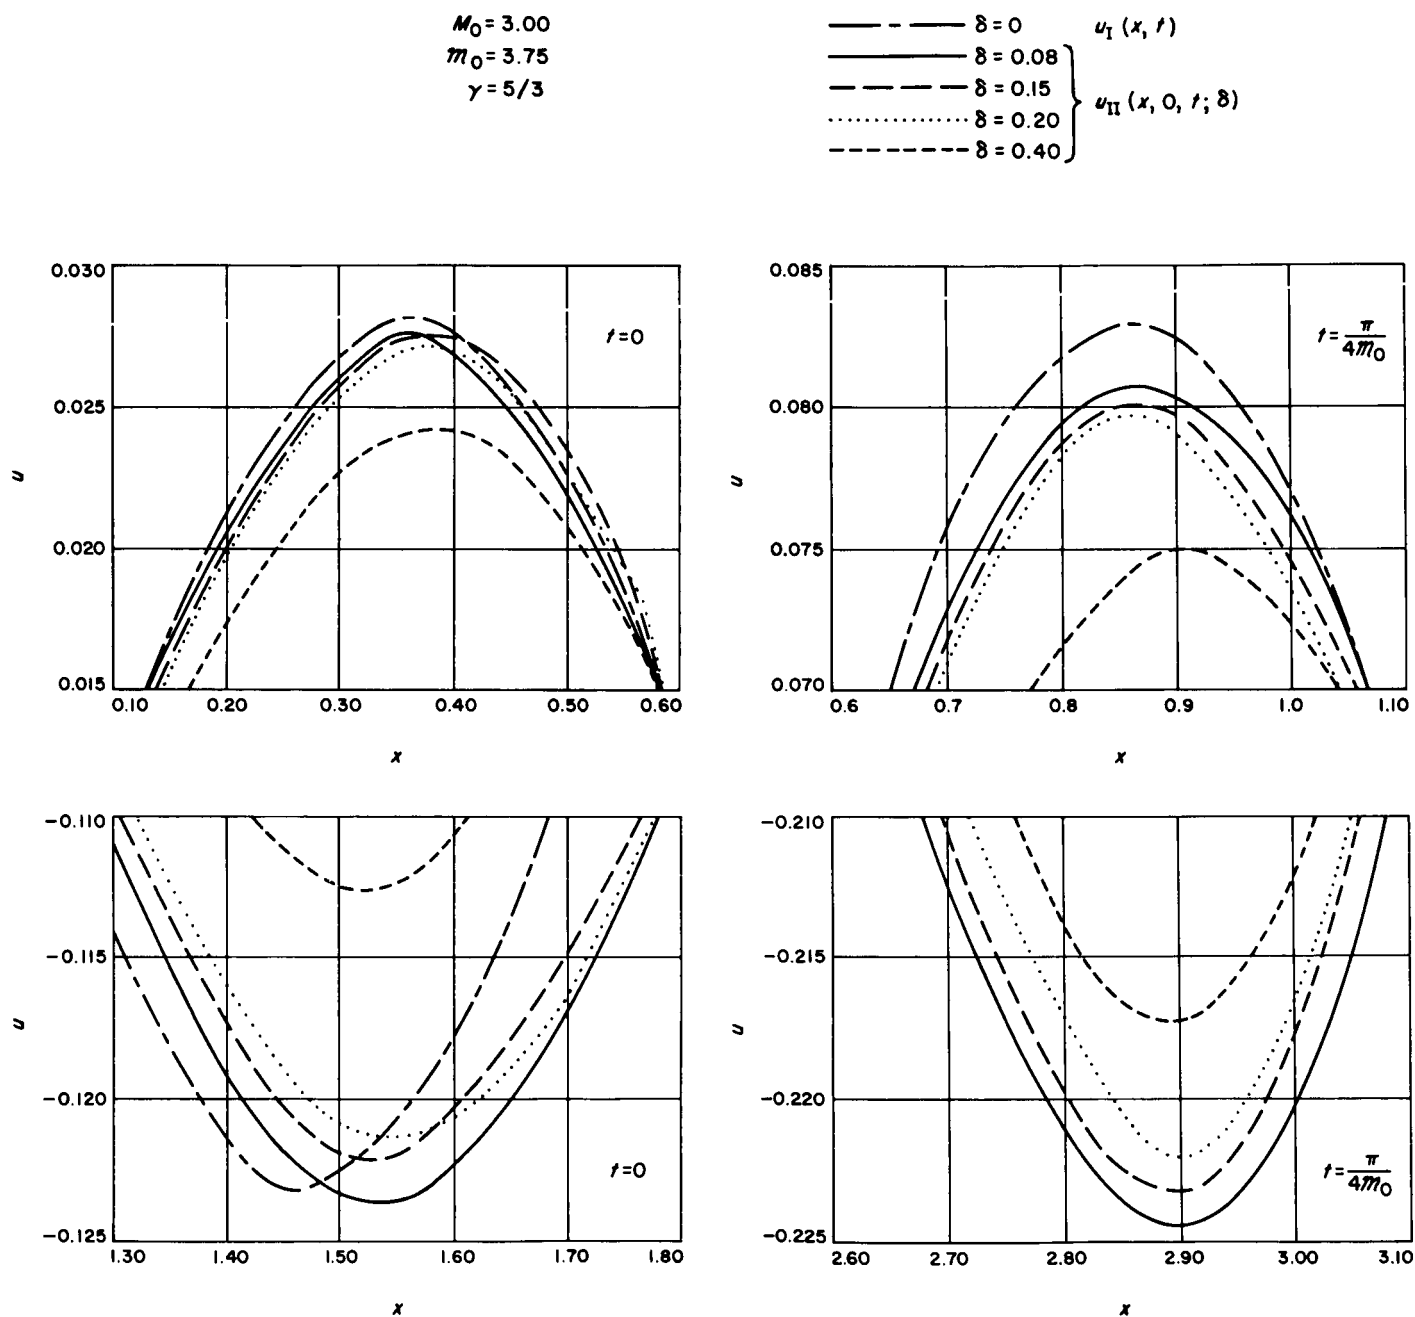 M₀ = 3.00
𝓂₀ = 3.75
γ = 5/3
δ = 0 u_I (x, t)
δ = 0.08
δ = 0.15
u_II (x, 0, t; δ)
δ = 0.20
δ = 0.40
0.030
0.025
0.020
0.015
u
t = 0
0.10 0.20 0.30 0.40 0.50 0.60
x
0.085
0.080
0.075
0.070
u
t = π/4𝓂₀
0.6 0.7 0.8 0.9 1.0 1.10
x
-0.110
-0.115
-0.120
-0.125
u
t = 0
1.30 1.40 1.50 1.60 1.70 1.80
x
-0.210
-0.215
-0.220
-0.225
u
t = π/4𝓂₀
2.60 2.70 2.80 2.90 3.00 3.10
x